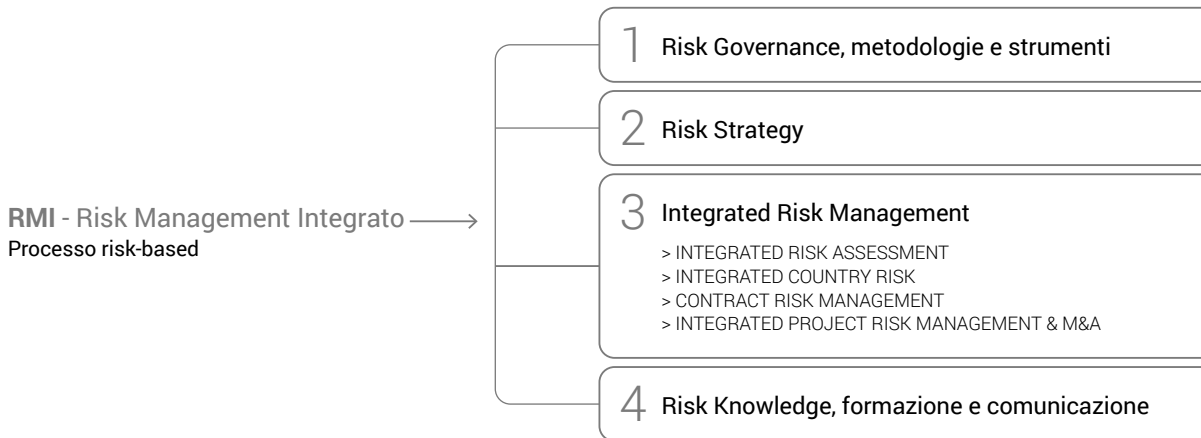 1 Risk Governance, metodologie e strumenti
2 Risk Strategy
RMI - Risk Management Integrato
Processo risk-based
3 Integrated Risk Management
> INTEGRATED RISK ASSESSMENT
> INTEGRATED COUNTRY RISK
> CONTRACT RISK MANAGEMENT
> INTEGRATED PROJECT RISK MANAGEMENT & M&A
4 Risk Knowledge, formazione e comunicazione